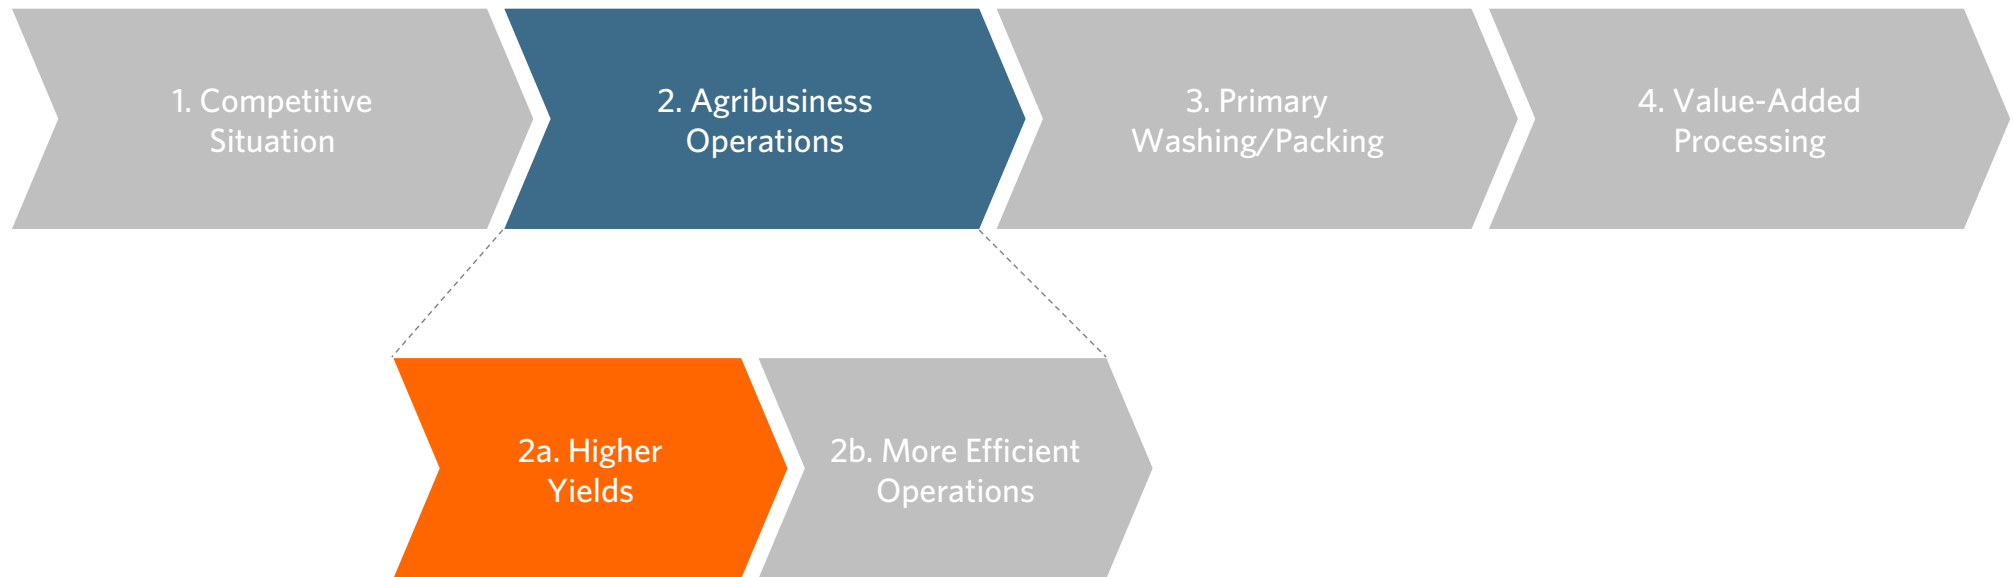 1. Competitive
Situation
2. Agribusiness
Operations
3. Primary
Washing/Packing
4. Value-Added
Processing
2a. Higher
Yields
2b. More Efficient
Operations